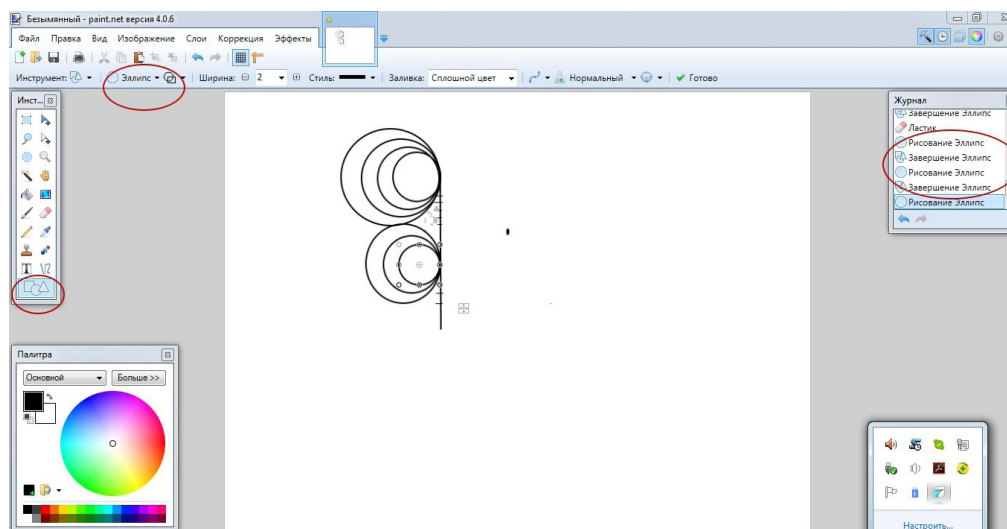 Безымянный - paint.net версия 4.0.6
Файл Правка Вид Изображение Слои Коррекция Эффекты
Инструмент: Эллипс Ширина: 2 Стиль: Заливка: Сплошной цвет Нормальный Готово
Инст...
Журнал
Завершение Эллипс
Ластик
Рисование Эллипс
Завершение Эллипс
Рисование Эллипс
Завершение Эллипс
Рисование Эллипс
Палитра
Основной Больше >>
Настроить...